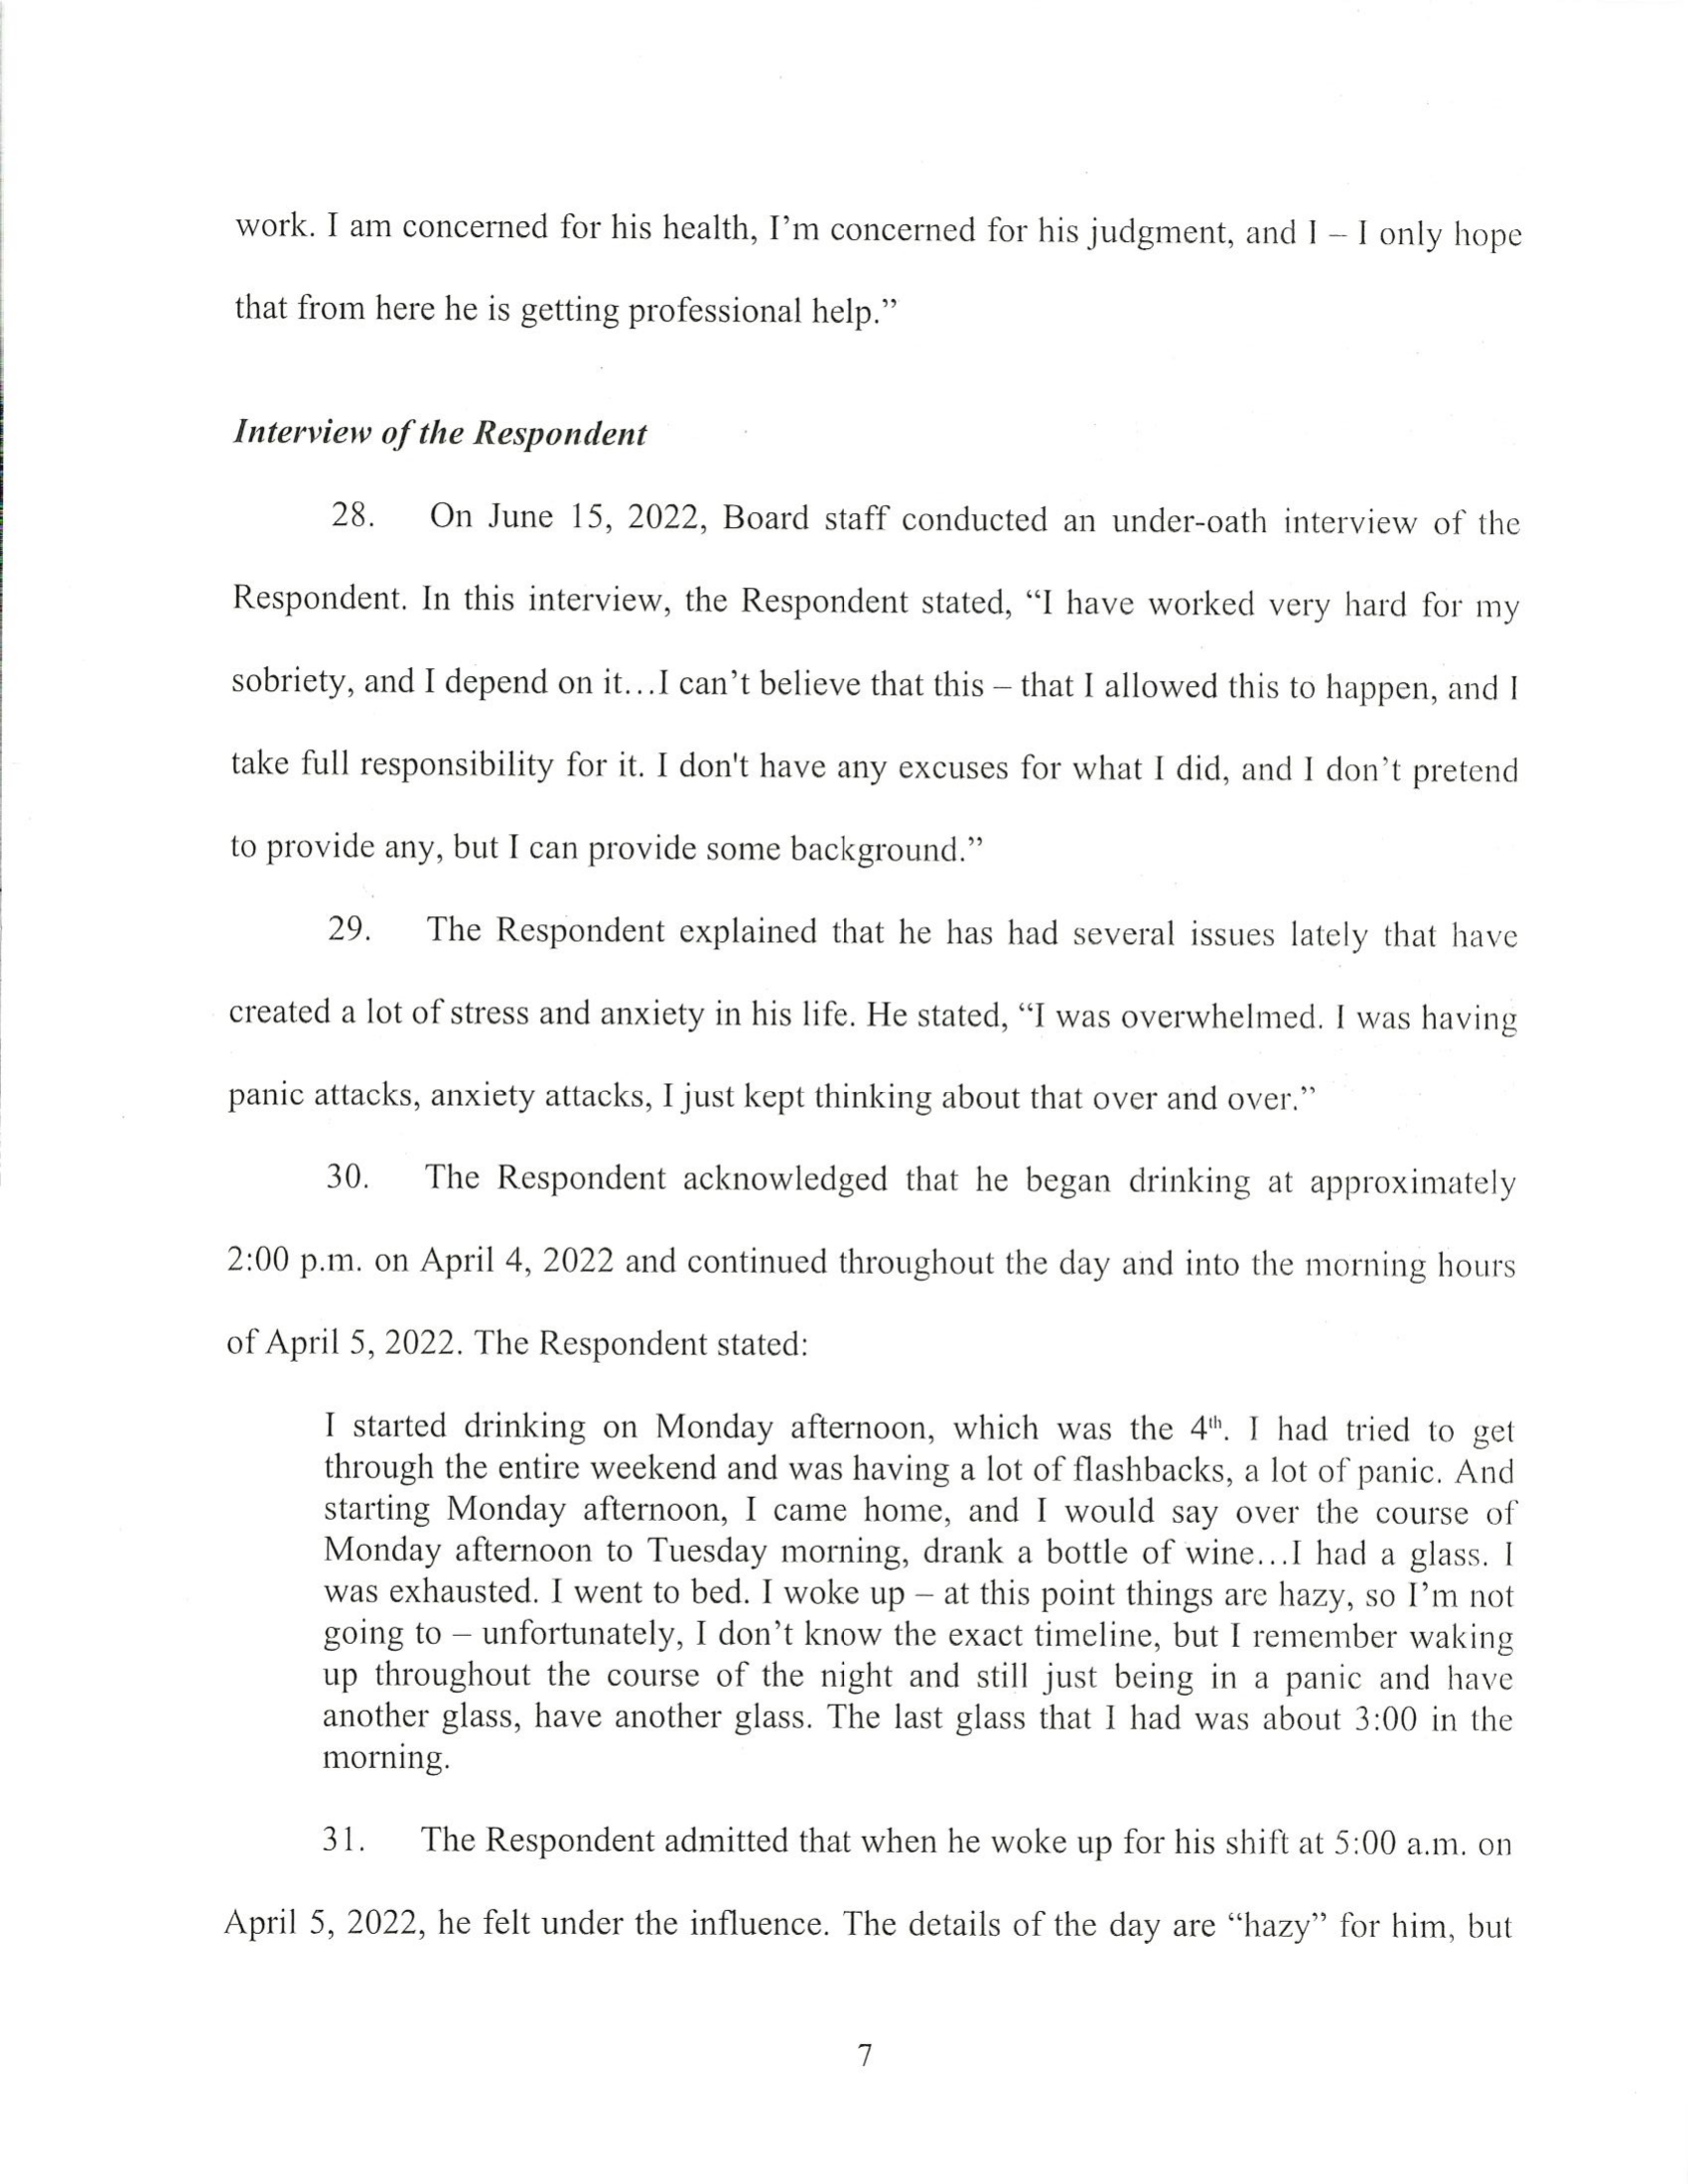 work. I am concerned for his health, I’m concerned for his judgment, and I – I only hope
that from here he is getting professional help.”
Interview of the Respondent
28. On June 15, 2022, Board staff conducted an under-oath interview of the
Respondent. In this interview, the Respondent stated, “I have worked very hard for my
sobriety, and I depend on it…I can’t believe that this – that I allowed this to happen, and I
take full responsibility for it. I don't have any excuses for what I did, and I don’t pretend
to provide any, but I can provide some background.”
29. The Respondent explained that he has had several issues lately that have
created a lot of stress and anxiety in his life. He stated, “I was overwhelmed. I was having
panic attacks, anxiety attacks, I just kept thinking about that over and over.”
30. The Respondent acknowledged that he began drinking at approximately
2:00 p.m. on April 4, 2022 and continued throughout the day and into the morning hours
of April 5, 2022. The Respondent stated:
I started drinking on Monday afternoon, which was the 4th. I had tried to get
through the entire weekend and was having a lot of flashbacks, a lot of panic. And
starting Monday afternoon, I came home, and I would say over the course of
Monday afternoon to Tuesday morning, drank a bottle of wine…I had a glass. I
was exhausted. I went to bed. I woke up – at this point things are hazy, so I’m not
going to – unfortunately, I don’t know the exact timeline, but I remember waking
up throughout the course of the night and still just being in a panic and have
another glass, have another glass. The last glass that I had was about 3:00 in the
morning.
31. The Respondent admitted that when he woke up for his shift at 5:00 a.m. on
April 5, 2022, he felt under the influence. The details of the day are “hazy” for him, but
7